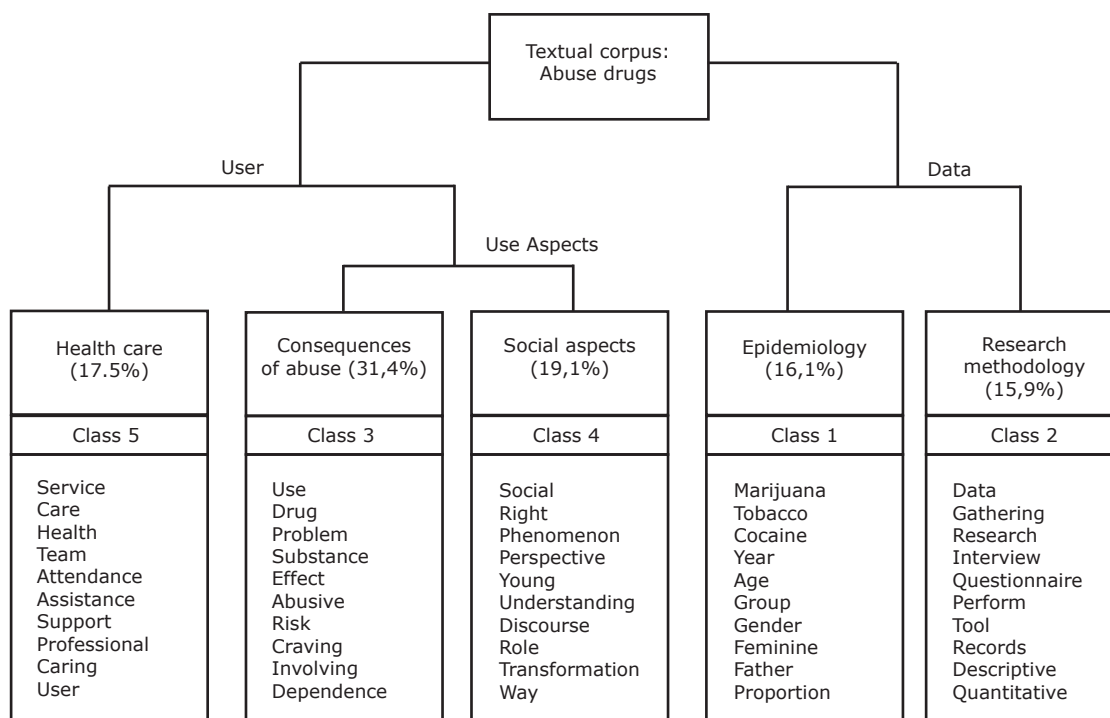 Textual corpus:
Abuse drugs
User
Data
Use Aspects
Health care
(17.5%)
Class 5
Service
Care
Health
Team
Attendance
Assistance
Support
Professional
Caring
User
Consequences
of abuse (31,4%)
Class 3
Use
Drug
Problem
Substance
Effect
Abusive
Risk
Craving
Involving
Dependence
Social aspects
(19,1%)
Class 4
Social
Right
Phenomenon
Perspective
Young
Understanding
Discourse
Role
Transformation
Way
Epidemiology
(16,1%)
Class 1
Marijuana
Tobacco
Cocaine
Year
Age
Group
Gender
Feminine
Father
Proportion
Research
methodology
(15,9%)
Class 2
Data
Gathering
Research
Interview
Questionnaire
Perform
Tool
Records
Descriptive
Quantitative